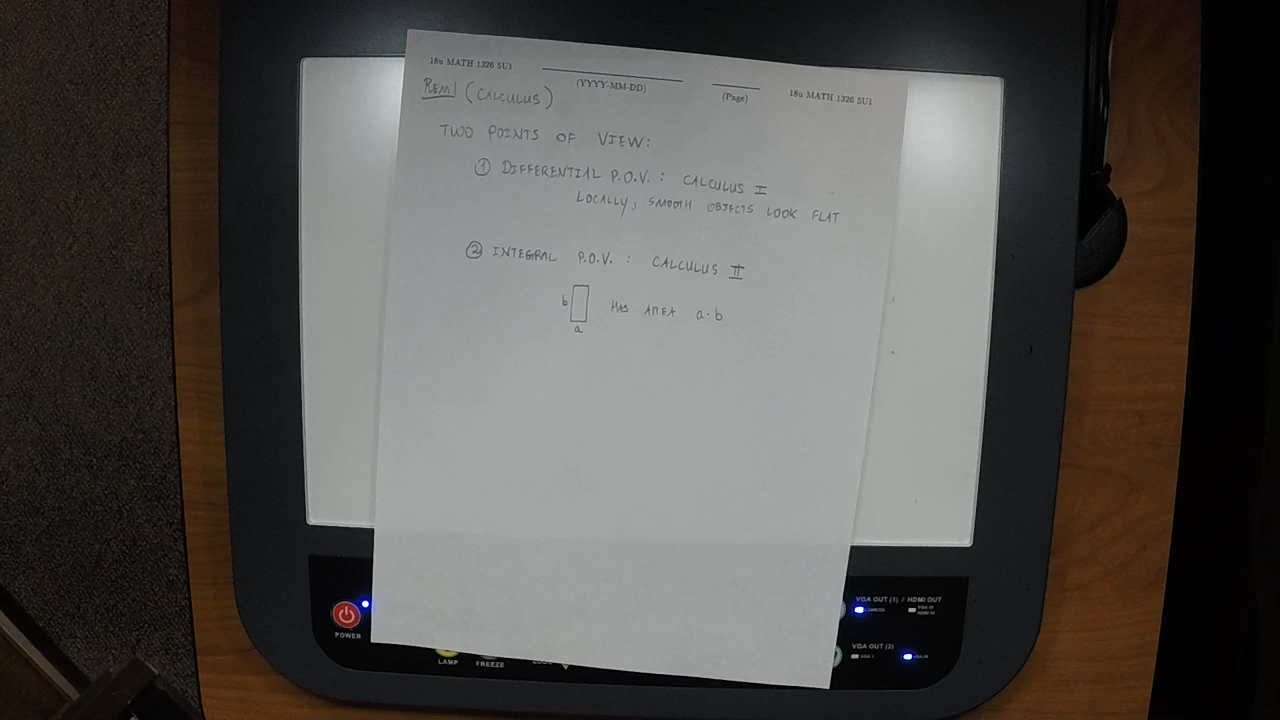 18u MATH 1326 5U1
(YYYY-MM-DD)
(Page)
18u MATH 1326 5U1
REM| (CALCULUS)
TWO POINTS OF VIEW:
① DIFFERENTIAL P.O.V.: CALCULUS I
LOCALLY, SMOOTH OBJECTS LOOK FLAT
② INTEGRAL P.O.V.: CALCULUS II
b
HAS AREA a·b
a
POWER
LAMP
FREEZE
VGA OUT (1) / HDMI OUT
CAMERA
VGA OUT (2)